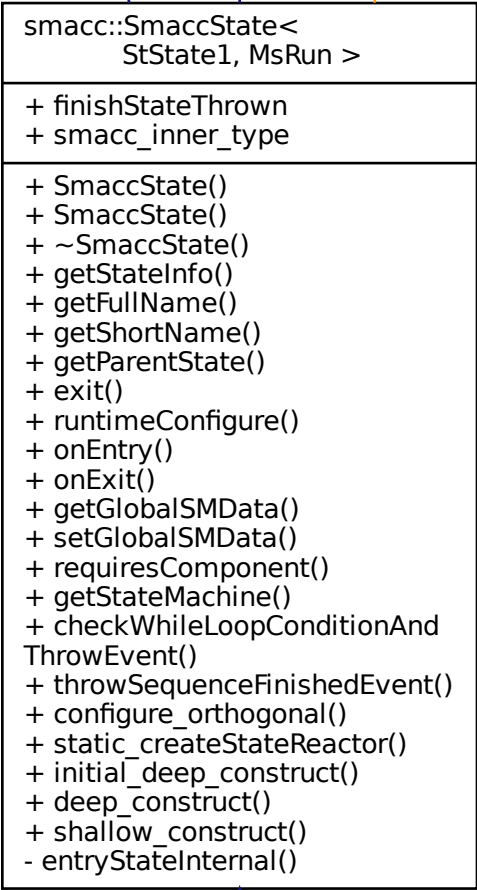 smacc::SmaccState<
StState1, MsRun >
+ finishStateThrown
+ smacc_inner_type
+ SmaccState()
+ SmaccState()
+ ~SmaccState()
+ getStateInfo()
+ getFullName()
+ getShortName()
+ getParentState()
+ exit()
+ runtimeConfigure()
+ onEntry()
+ onExit()
+ getGlobalSMData()
+ setGlobalSMData()
+ requiresComponent()
+ getStateMachine()
+ checkWhileLoopConditionAnd
ThrowEvent()
+ throwSequenceFinishedEvent()
+ configure_orthogonal()
+ static_createStateReactor()
+ initial_deep_construct()
+ deep_construct()
+ shallow_construct()
- entryStateInternal()